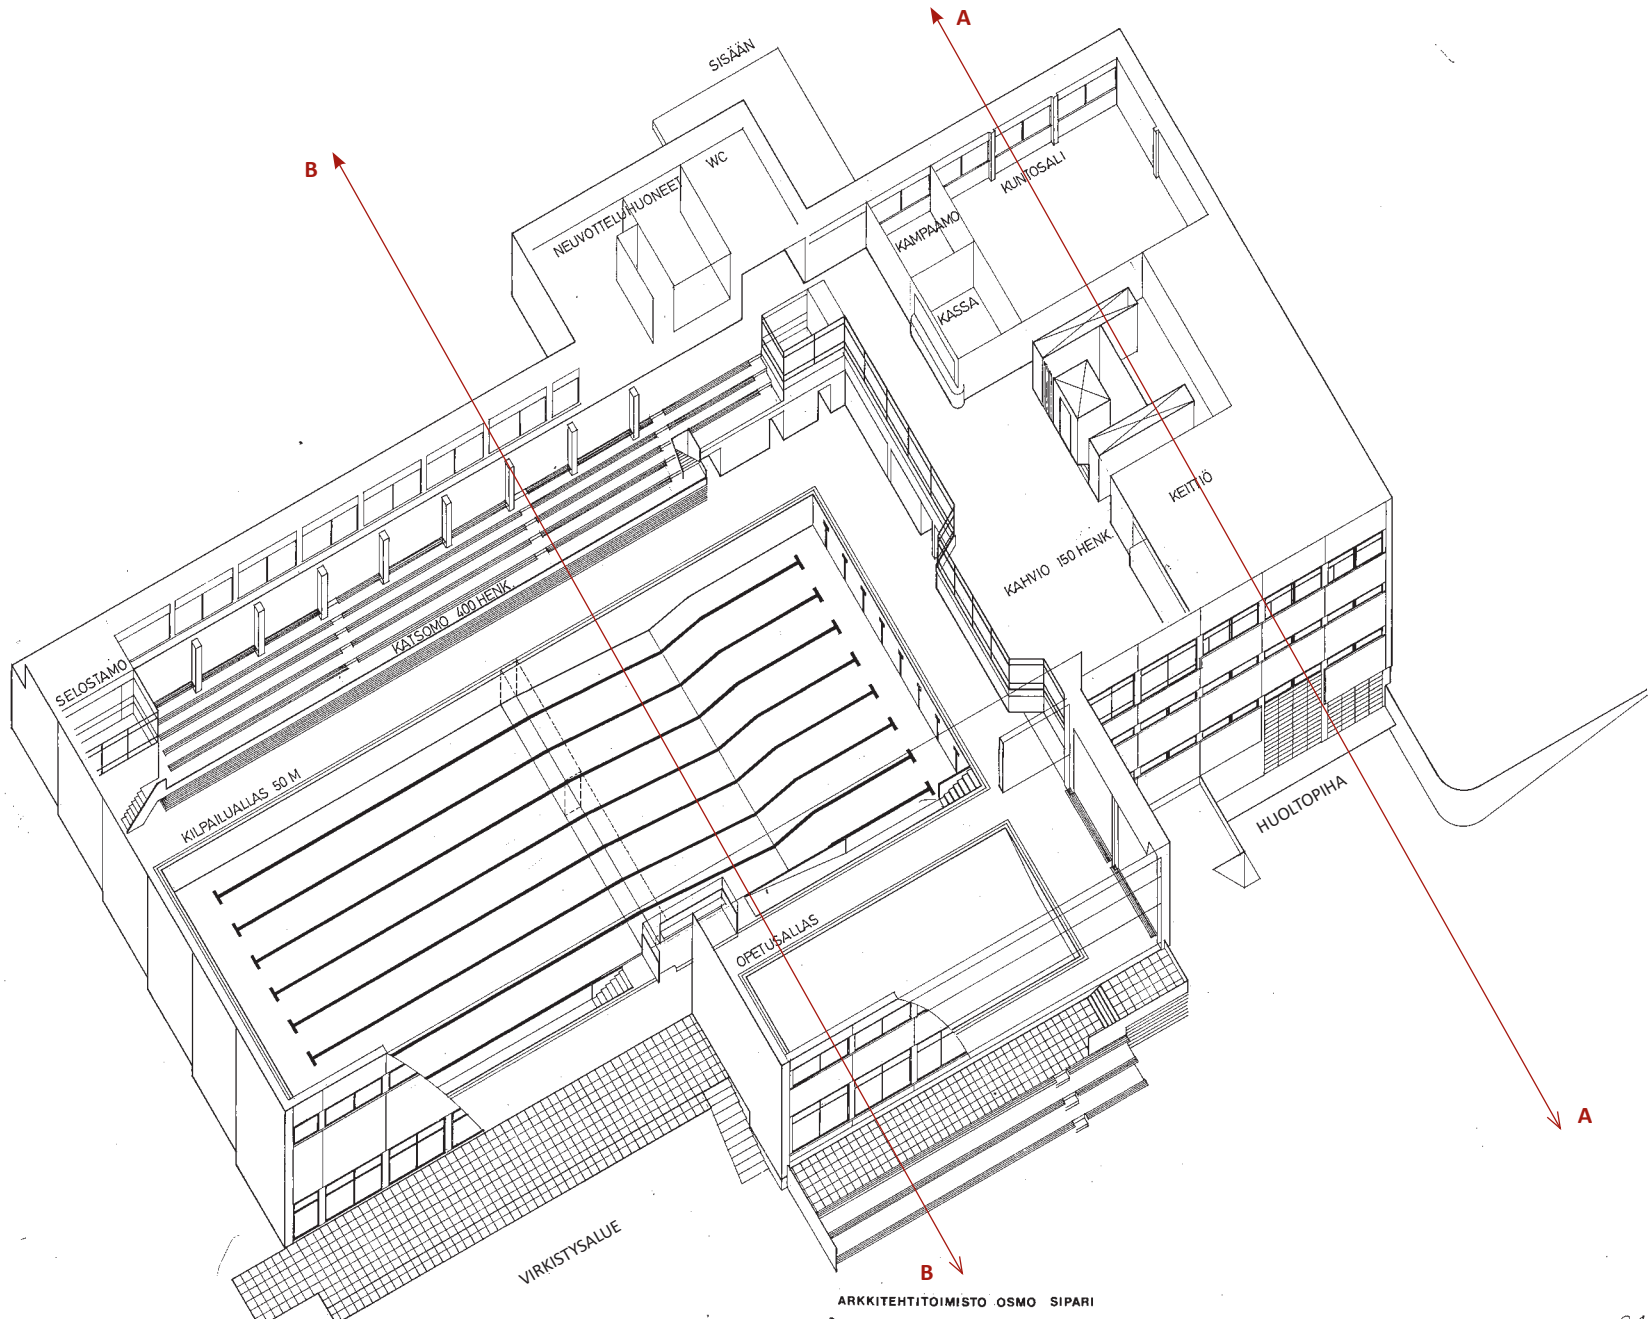 A
SISÄÄN
B
WC
NEUVOTTELUHUONEET
KUNTOSALI
KAMPAAMO
KASSA
KEITTIÖ
KAHVIO 150 HENK.
KATSOMO 400 HENK
SELOSTAMO
KILPAILUALLAS 50 M
HUOLTOPIHA
OPETUSALLAS
VIRKISTYSALUE
A
B
ARKKITEHTITOIMISTO OSMO SIPARI